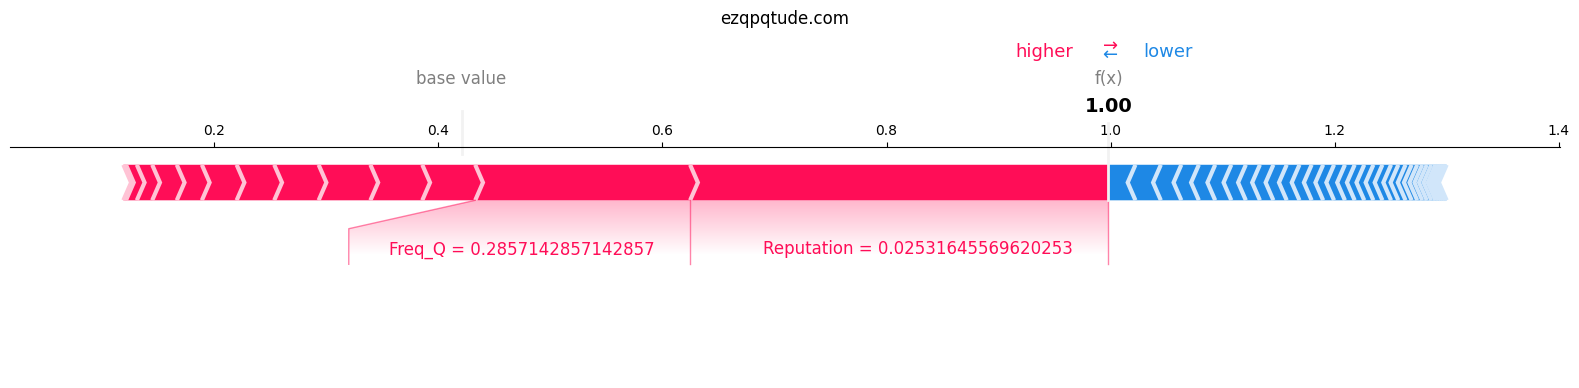 ezqpqtude.com
higher → ← lower
base value f(x)
1.00
0.2 0.4 0.6 0.8 1.0 1.2 1.4
Freq_Q = 0.2857142857142857 Reputation = 0.02531645569620253